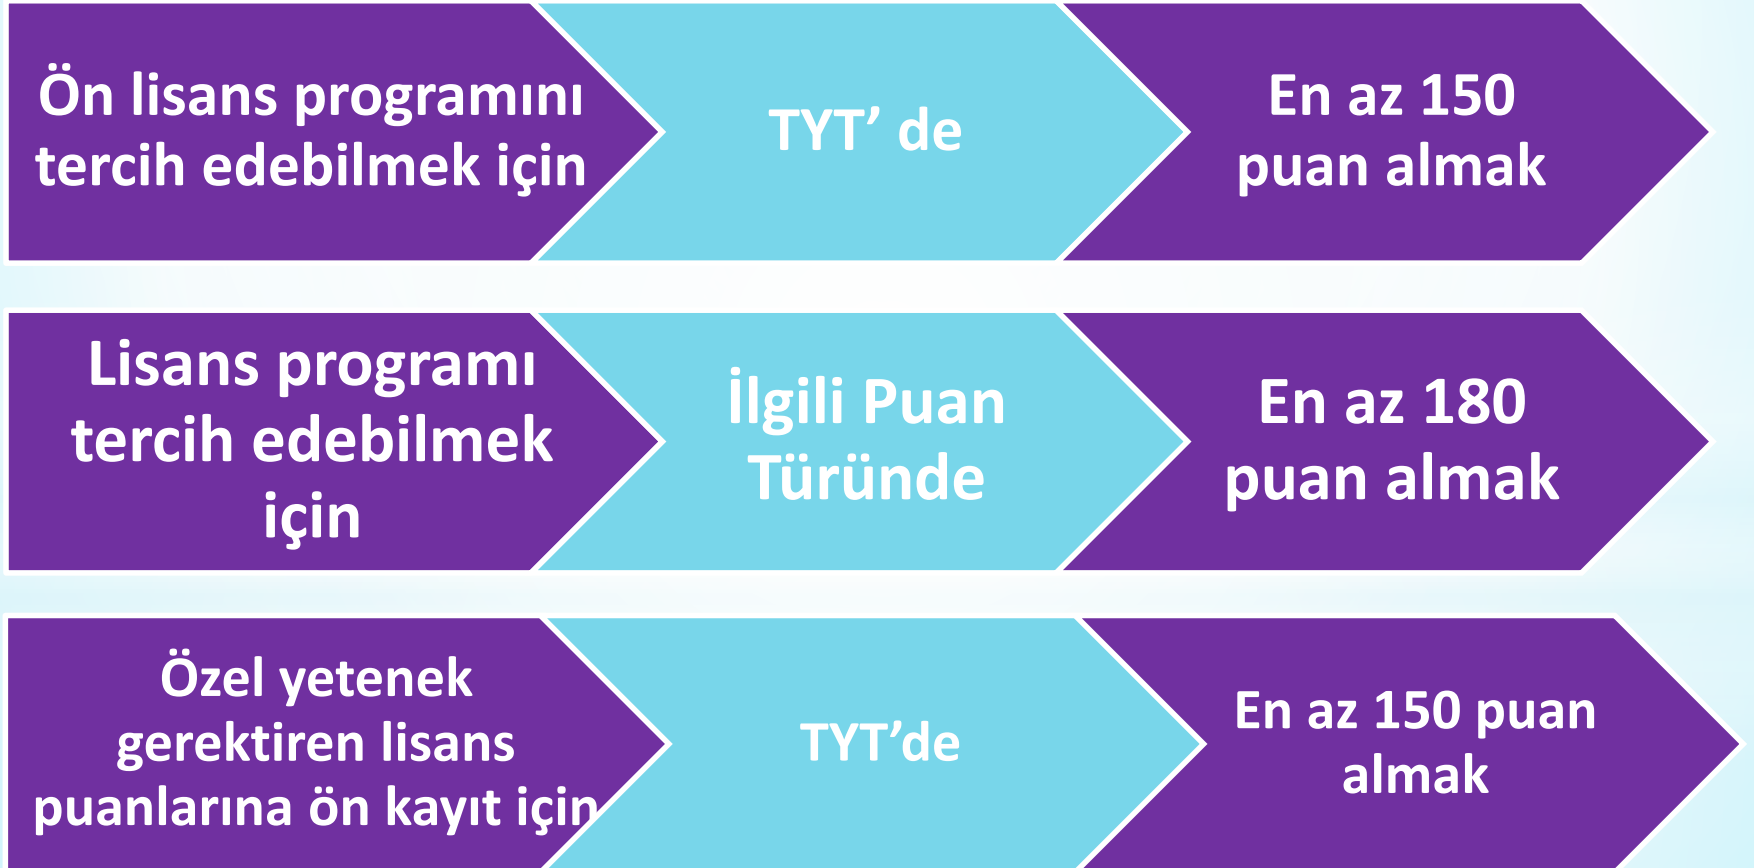 Ön lisans programını
tercih edebilmek için
TYT’ de
En az 150
puan almak
Lisans programı
tercih edebilmek
için
İlgili Puan
Türünde
En az 180
puan almak
Özel yetenek
gerektiren lisans
puanlarına ön kayıt için
TYT’de
En az 150 puan
almak